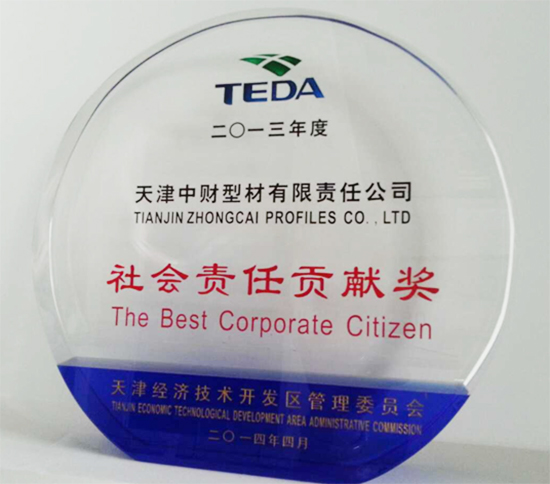 TEDA
二〇一三年度
天津中财型材有限责任公司
TIANJIN ZHONGCAI PROFILES CO.,LTD
社会责任贡献奖
The Best Corporate Citizen
天津经济技术开发区管理委员会
TIANJIN ECONOMIC TECHNOLOGICAL DEVELOPMENT AREA ADMINISTRATIVE COMMISSION
二〇一四年四月